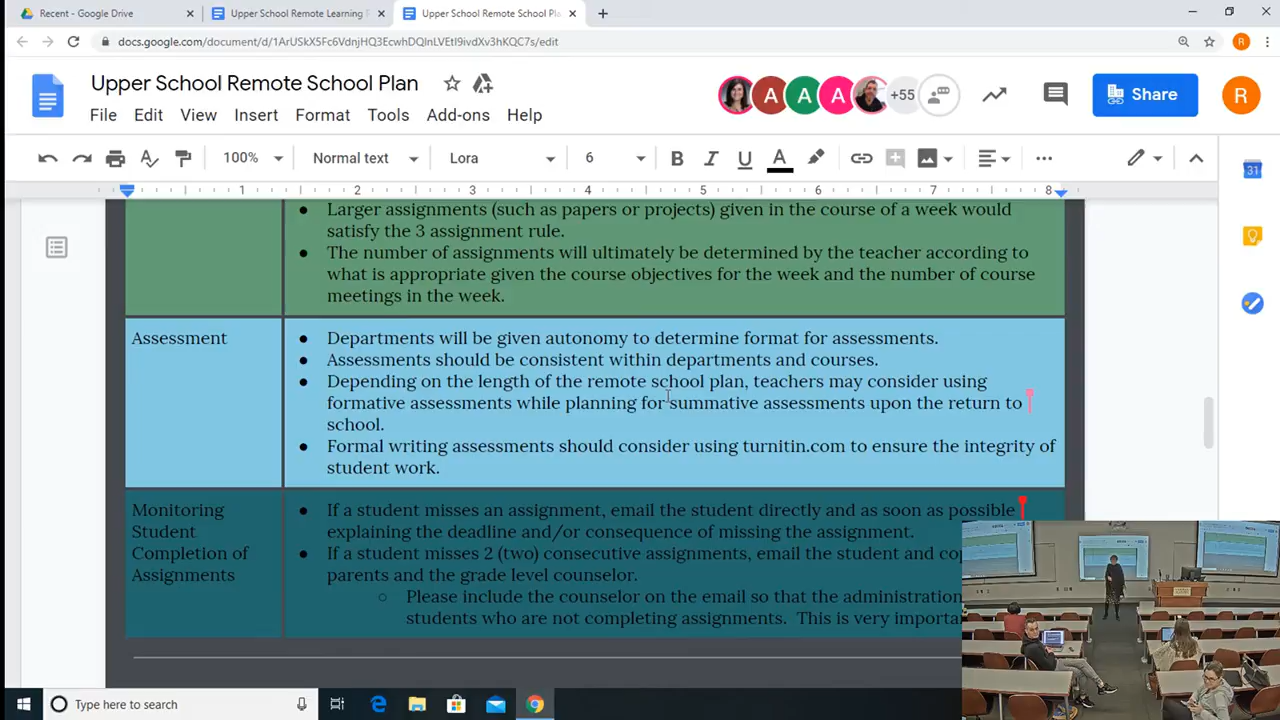 Recent - Google Drive
Upper School Remote Learning
Upper School Remote School Pl
docs.google.com/document/d/1ArUSkX5Fc6VdnjHQ3EcwhDQInLVEtI9ivdXv3hKQC7s/edit
R
Upper School Remote School Plan
A A A +55
Share
R
File Edit View Insert Format Tools Add-ons Help
100% Normal text Lora 6 B I U A
31
1 2 3 4 5 6 7 8
Larger assignments (such as papers or projects) given in the course of a week would
satisfy the 3 assignment rule.
The number of assignments will ultimately be determined by the teacher according to
what is appropriate given the course objectives for the week and the number of course
meetings in the week.
Assessment
Departments will be given autonomy to determine format for assessments.
Assessments should be consistent within departments and courses.
Depending on the length of the remote school plan, teachers may consider using
formative assessments while planning for summative assessments upon the return to
school.
Formal writing assessments should consider using turnitin.com to ensure the integrity of
student work.
Monitoring
Student
Completion of
Assignments
If a student misses an assignment, email the student directly and as soon as possible
explaining the deadline and/or consequence of missing the assignment.
If a student misses 2 (two) consecutive assignments, email the student and co
parents and the grade level counselor.
Please include the counselor on the email so that the administration
students who are not completing assignments. This is very importa
Type here to search